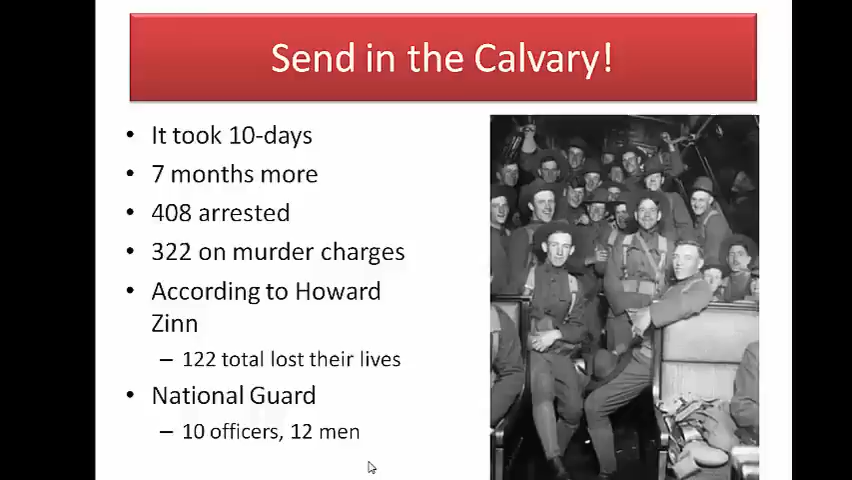 Send in the Calvary!
• It took 10-days
• 7 months more
• 408 arrested
• 322 on murder charges
• According to Howard
Zinn
– 122 total lost their lives
• National Guard
– 10 officers, 12 men